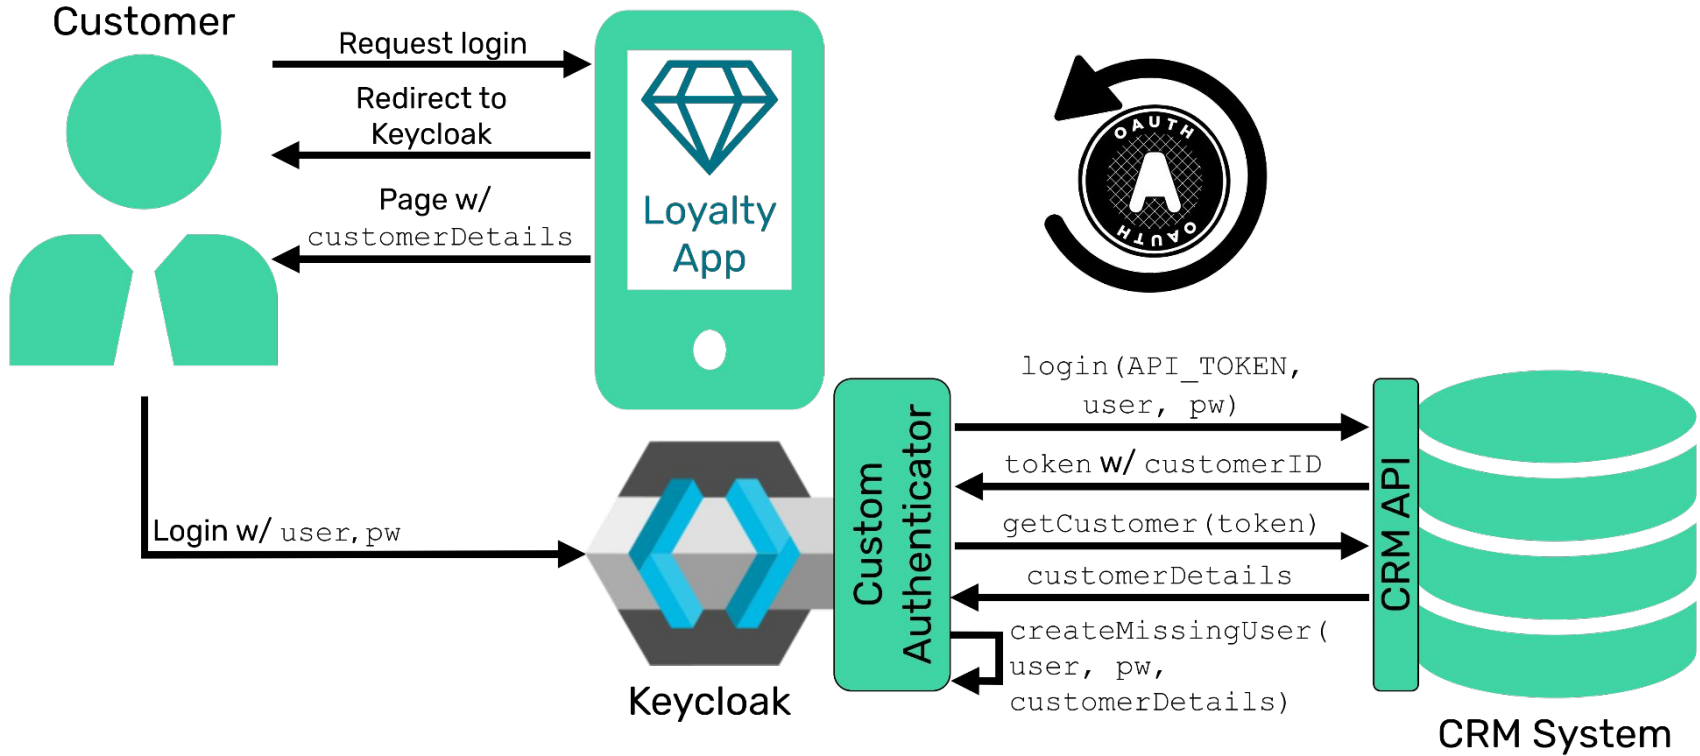 Customer
Request login
Redirect to
Keycloak
Page w/
customerDetails
Loyalty
App
OAUTH
A
OAUTH
login(API_TOKEN,
user, pw)
token w/ customerID
getCustomer(token)
customerDetails
createMissingUser(
user, pw,
customerDetails)
Custom
Authenticator
CRM API
Login w/ user, pw
Keycloak
CRM System